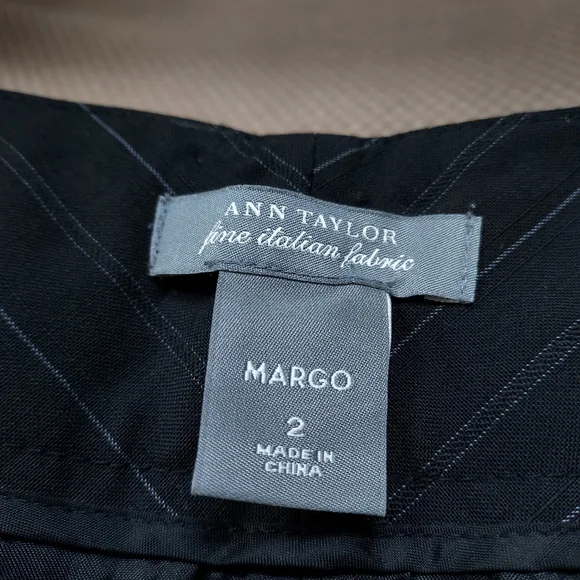 ANN TAYLOR
fine italian fabric
MARGO
2
MADE IN
CHINA